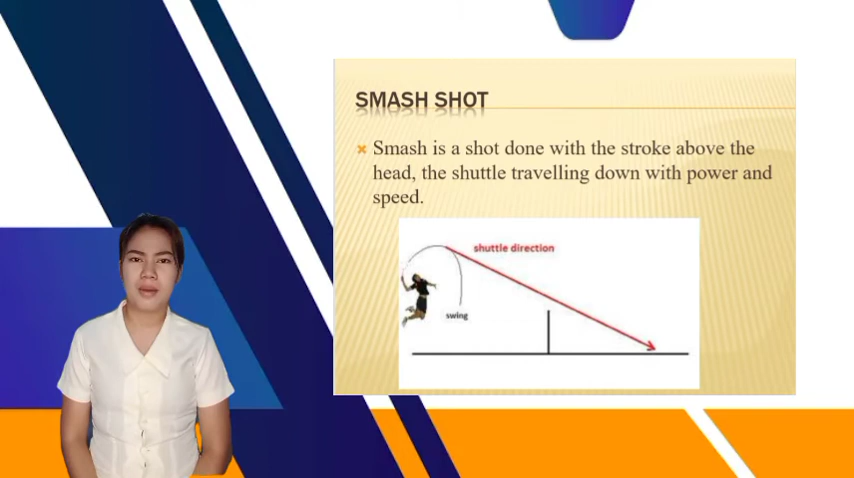 SMASH SHOT
Smash is a shot done with the stroke above the
head, the shuttle travelling down with power and
speed.
shuttle direction
swing